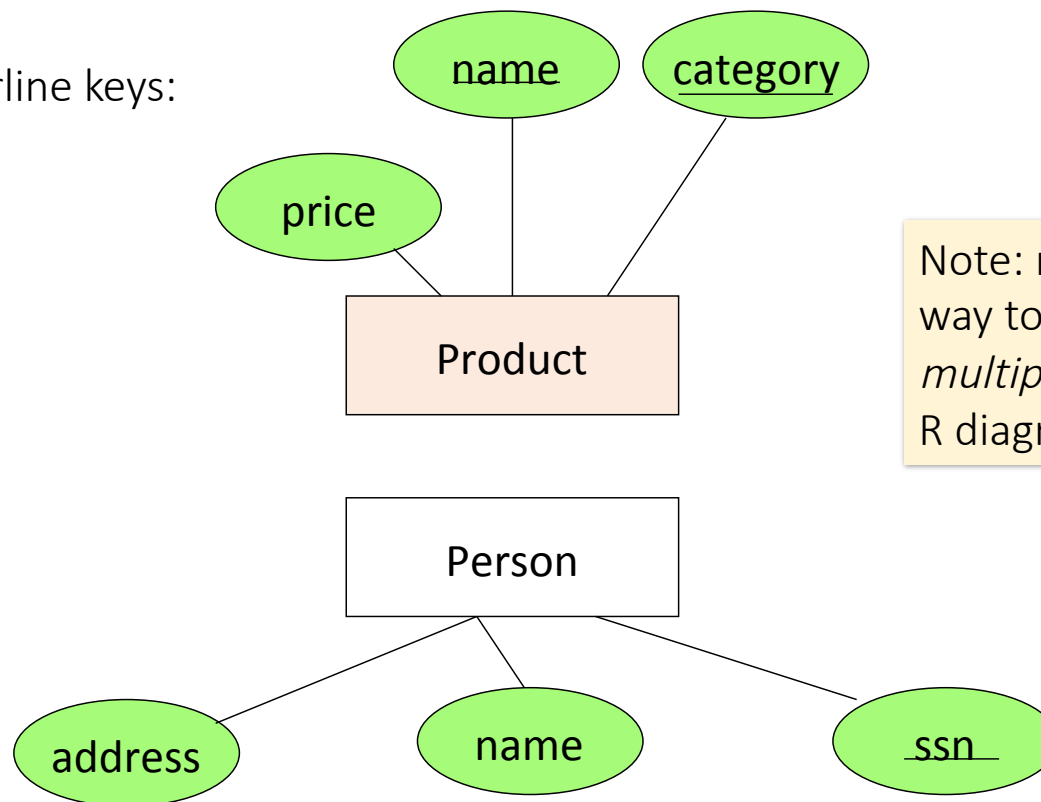 rline keys:
name
category
price
Product
Note:
way to
multip
R diagr
Person
address
name
ssn